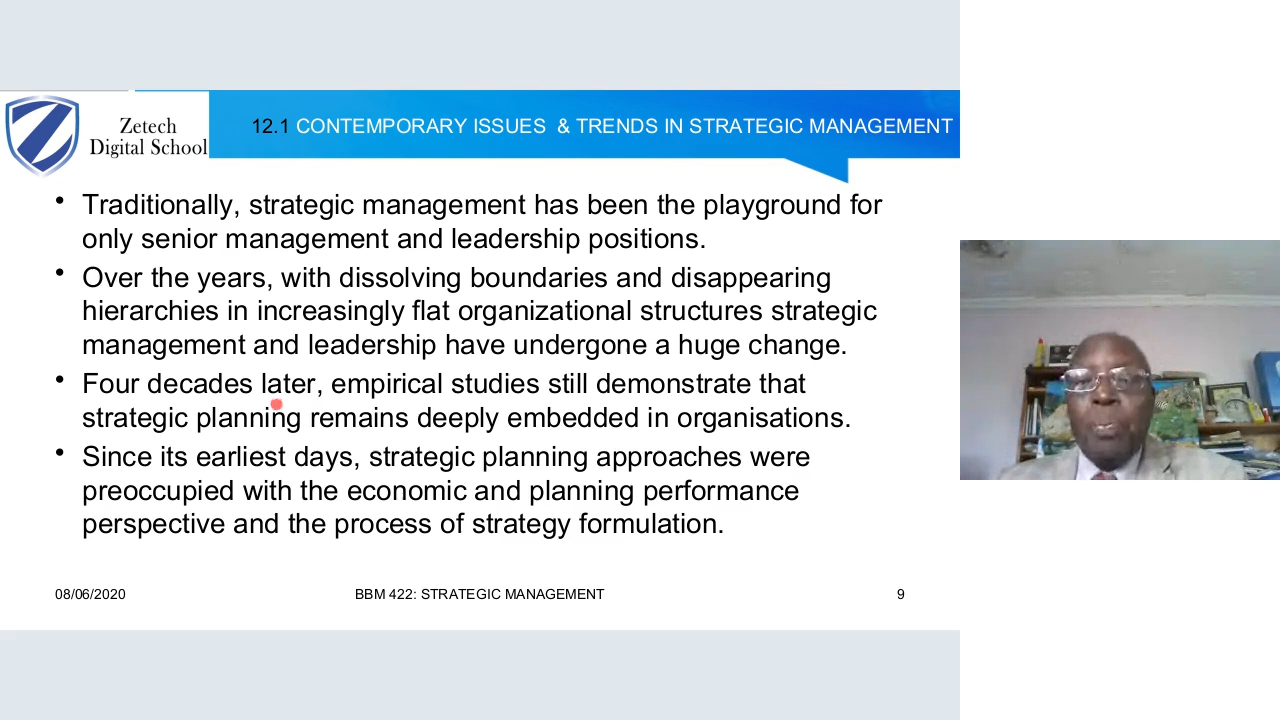 Zetech
Digital School
12.1 CONTEMPORARY ISSUES & TRENDS IN STRATEGIC MANAGEMENT
• Traditionally, strategic management has been the playground for
only senior management and leadership positions.
• Over the years, with dissolving boundaries and disappearing
hierarchies in increasingly flat organizational structures strategic
management and leadership have undergone a huge change.
• Four decades later, empirical studies still demonstrate that
strategic planning remains deeply embedded in organisations.
• Since its earliest days, strategic planning approaches were
preoccupied with the economic and planning performance
perspective and the process of strategy formulation.
08/06/2020
BBM 422: STRATEGIC MANAGEMENT
9